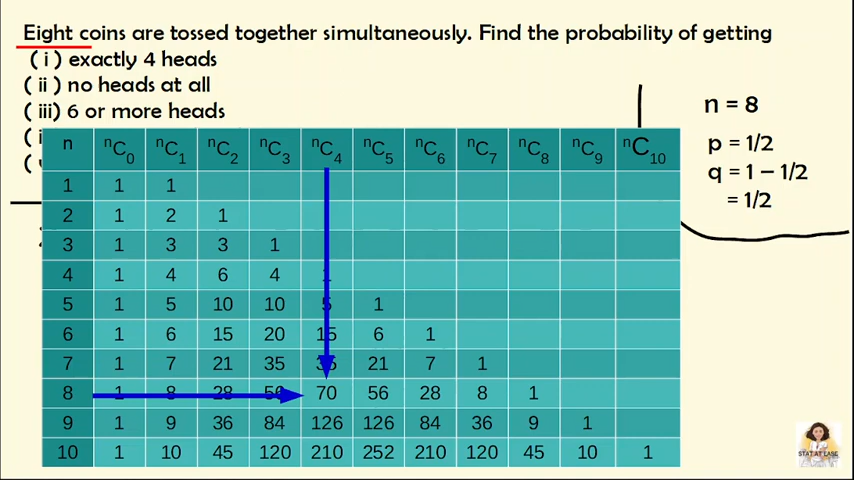 Eight coins are tossed together simultaneously. Find the probability of getting
( i ) exactly 4 heads
( ii ) no heads at all
( iii) 6 or more heads
( i
(
n = 8
p = 1/2
q = 1 – 1/2
= 1/2
n nC0 nC1 nC2 nC3 nC4 nC5 nC6 nC7 nC8 nC9 nC10
1 1 1
2 1 2 1
3 1 3 3 1
4 1 4 6 4 1
5 1 5 10 10 5 1
6 1 6 15 20 15 6 1
7 1 7 21 35 35 21 7 1
8 1 8 28 56 70 56 28 8 1
9 1 9 36 84 126 126 84 36 9 1
10 1 10 45 120 210 252 210 120 45 10 1
STAT AT EASE